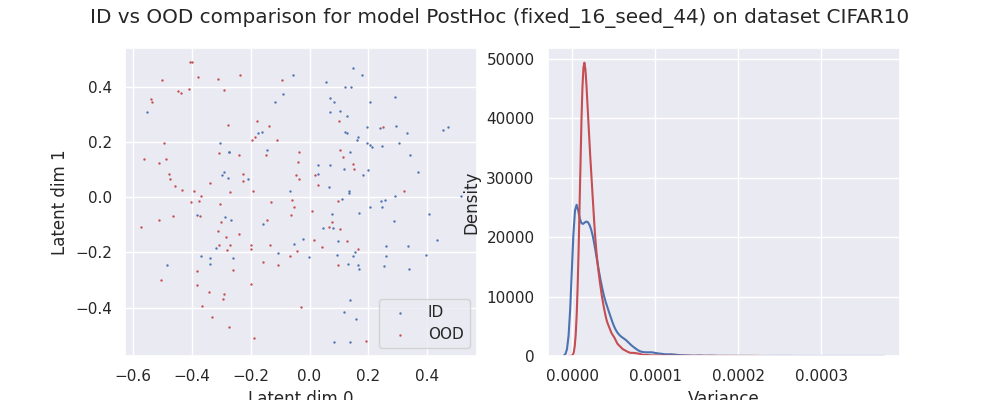 ID vs OOD comparison for model PostHoc (fixed_16_seed_44) on dataset CIFAR10
Latent dim 1
0.4
0.2
0.0
−0.2
−0.4
−0.6 −0.4 −0.2 0.0 0.2 0.4
Latent dim 0
ID
OOD
Density
50000
40000
30000
20000
10000
0
0.0000 0.0001 0.0002 0.0003
Variance